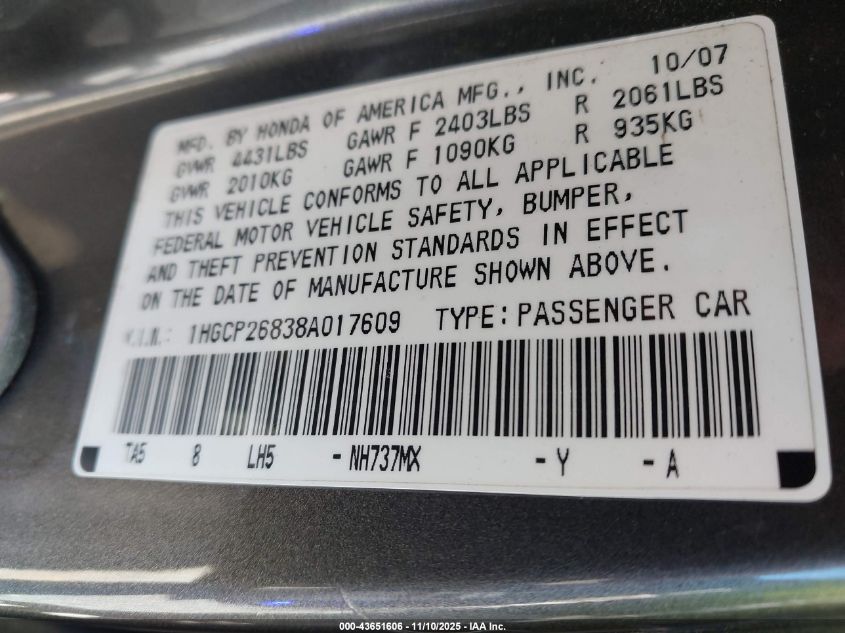 MFD. BY HONDA OF AMERICA MFG., INC. 10/07
GVWR 4431LBS GAWR F 2403LBS R 2061LBS
GVWR 2010KG GAWR F 1090KG R 935KG
THIS VEHICLE CONFORMS TO ALL APPLICABLE
FEDERAL MOTOR VEHICLE SAFETY, BUMPER,
AND THEFT PREVENTION STANDARDS IN EFFECT
ON THE DATE OF MANUFACTURE SHOWN ABOVE.
V.I.N.: 1HGCP26838A017609 TYPE:PASSENGER CAR
TA5 8 LH5 -NH737MX -Y -A
000-43651606 - 11/10/2025 - IAA Inc.